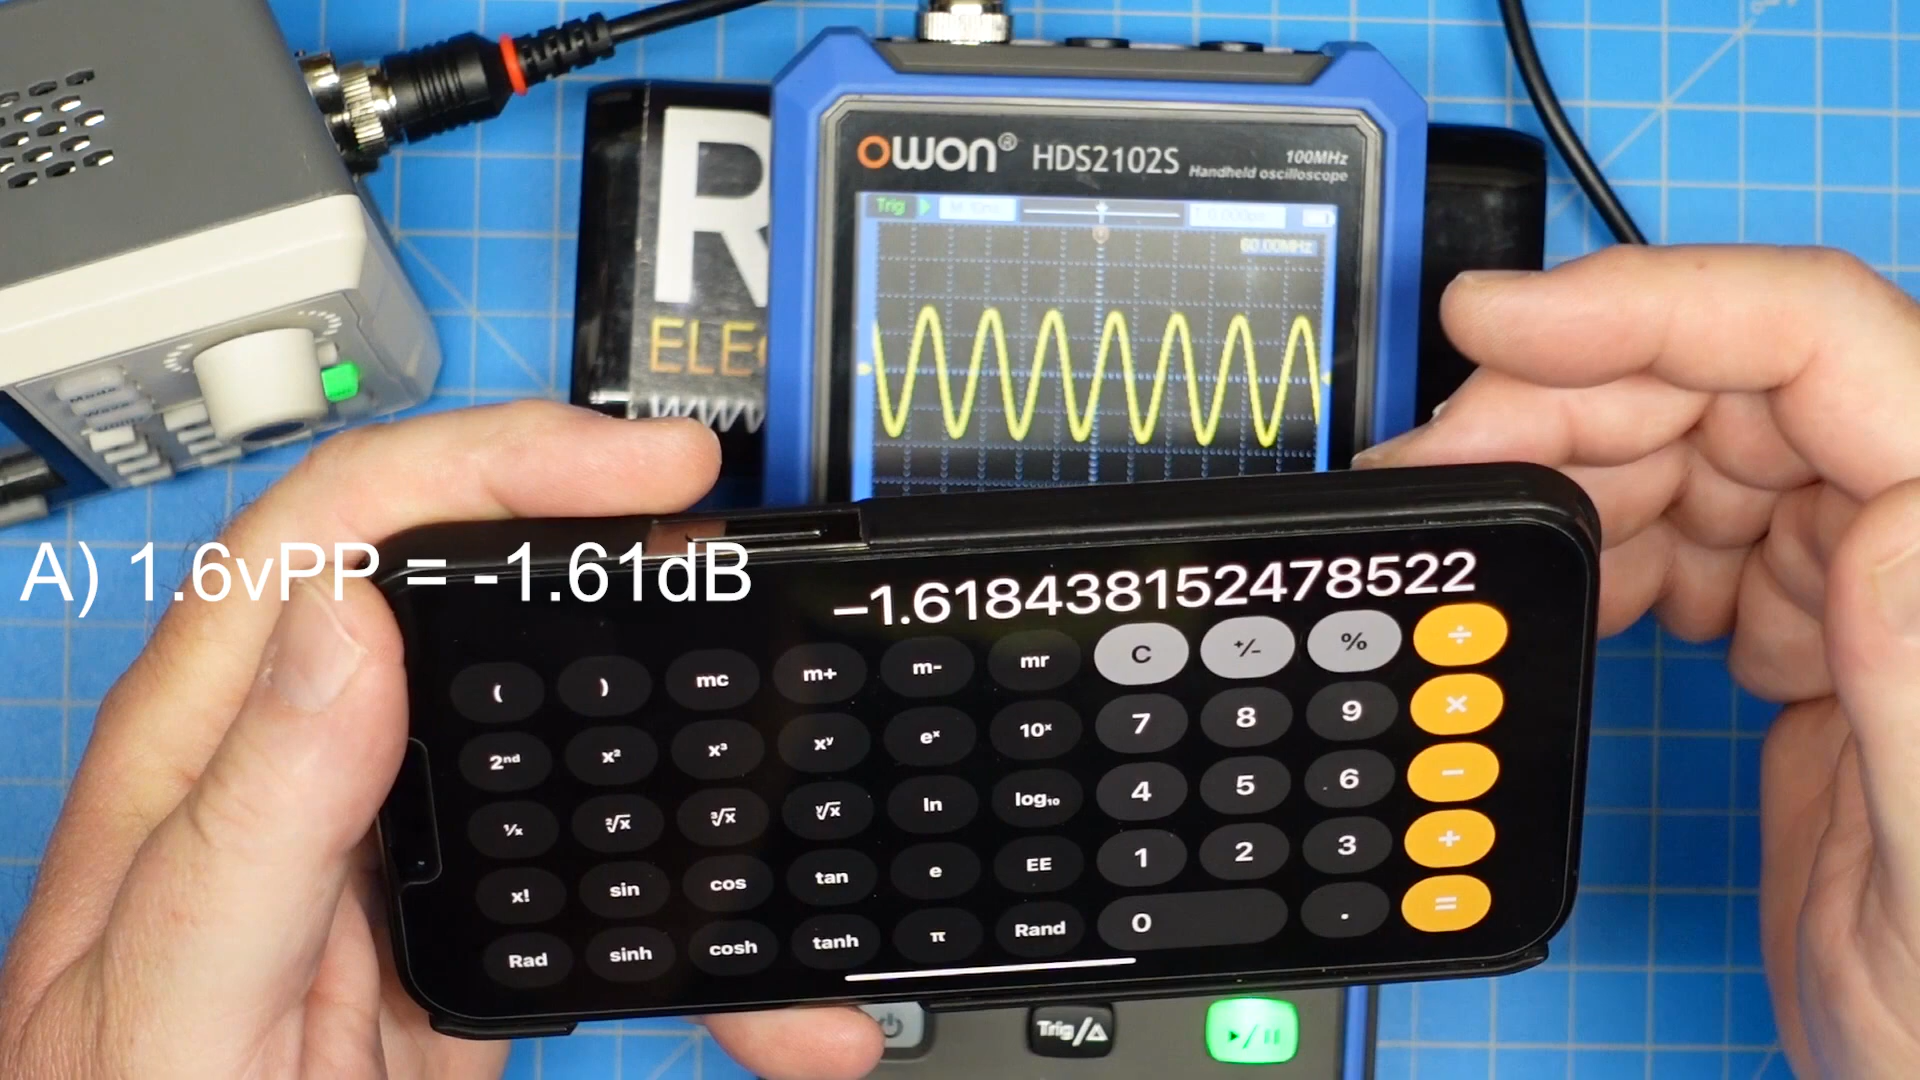 owon® HDS2102S
100MHz
Handheld oscilloscope
Trig
60.00MHz
R
ELE
www
A) 1.6vPP = -1.61dB
–1.618438152478522
( ) mc m+ m- mr C +/- % ÷
2ⁿᵈ x² x³ xʸ eˣ 10ˣ 7 8 9 ×
¹/x ²√x ³√x ʸ√x ln log₁₀ 4 5 6 −
x! sin cos tan e EE 1 2 3 +
Rad sinh cosh tanh π Rand 0 . =
Trig/△